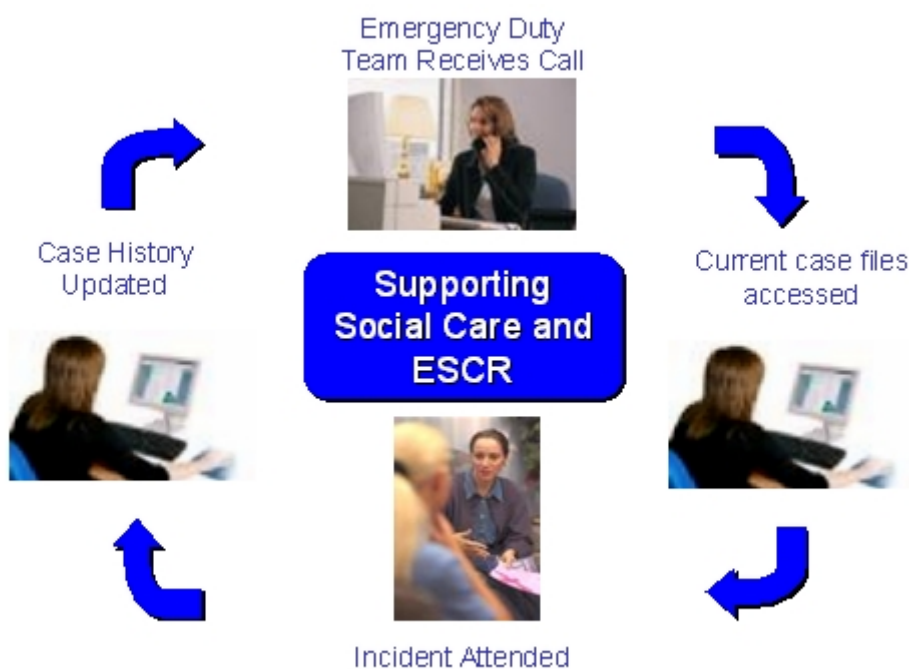 Emergency Duty
Team Receives Call
Case History
Updated
Supporting
Social Care and
ESCR
Current case files
accessed
Incident Attended